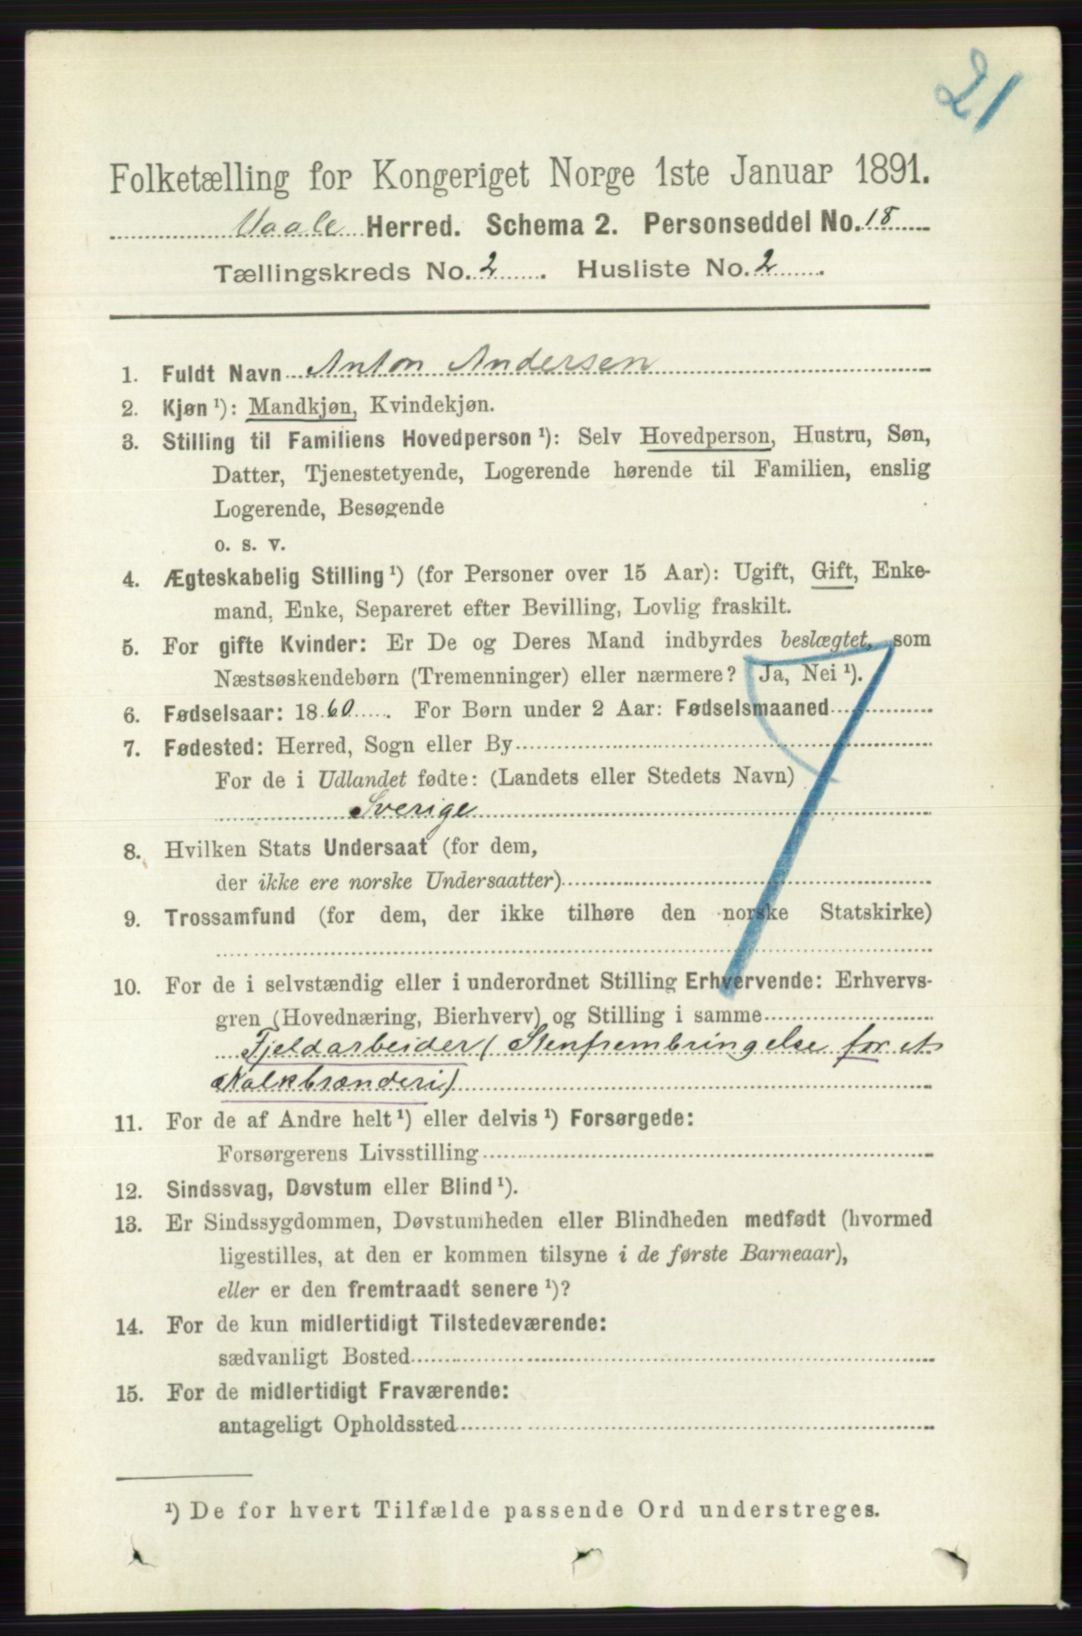 21
Folketælling for Kongeriget Norge 1ste Januar 1891.
Vaale Herred. Schema 2. Personseddel No. 18
Tællingskreds No. 2. Husliste No. 2.
1. Fuldt Navn Anton Andersen
2. Kjøn ¹): Mandkjøn, Kvindekjøn.
3. Stilling til Familiens Hovedperson ¹): Selv Hovedperson, Hustru, Søn,
Datter, Tjenestetyende, Logerende hørende til Familien, enslig
Logerende, Besøgende
o. s. v.
4. Ægteskabelig Stilling ¹) (for Personer over 15 Aar): Ugift, Gift, Enke-
mand, Enke, Separeret efter Bevilling, Lovlig fraskilt.
5. For gifte Kvinder: Er De og Deres Mand indbyrdes beslægtet, som
Næstsøskendebørn (Tremenninger) eller nærmere? Ja, Nei ¹).
6. Fødselsaar: 1860. For Børn under 2 Aar: Fødselsmaaned
7. Fødested: Herred, Sogn eller By
For de i Udlandet fødte: (Landets eller Stedets Navn)
Sverige
8. Hvilken Stats Undersaat (for dem,
der ikke ere norske Undersaatter)
9. Trossamfund (for dem, der ikke tilhøre den norske Statskirke)
10. For de i selvstændig eller i underordnet Stilling Erhvervende: Erhvervs-
gren (Hovednæring, Bierhverv) og Stilling i samme
Fjeldarbeider (Stenfrembringelse for et
Kalkbrænderi)
11. For de af Andre helt ¹) eller delvis ¹) Forsørgede:
Forsørgerens Livsstilling
12. Sindssvag, Døvstum eller Blind ¹).
13. Er Sindssygdommen, Døvstumheden eller Blindheden medfødt (hvormed
ligestilles, at den er kommen tilsyne i de første Barneaar),
eller er den fremtraadt senere ¹)?
14. For de kun midlertidigt Tilstedeværende:
sædvanligt Bosted
15. For de midlertidigt Fraværende:
antageligt Opholdssted
¹) De for hvert Tilfælde passende Ord understreges.